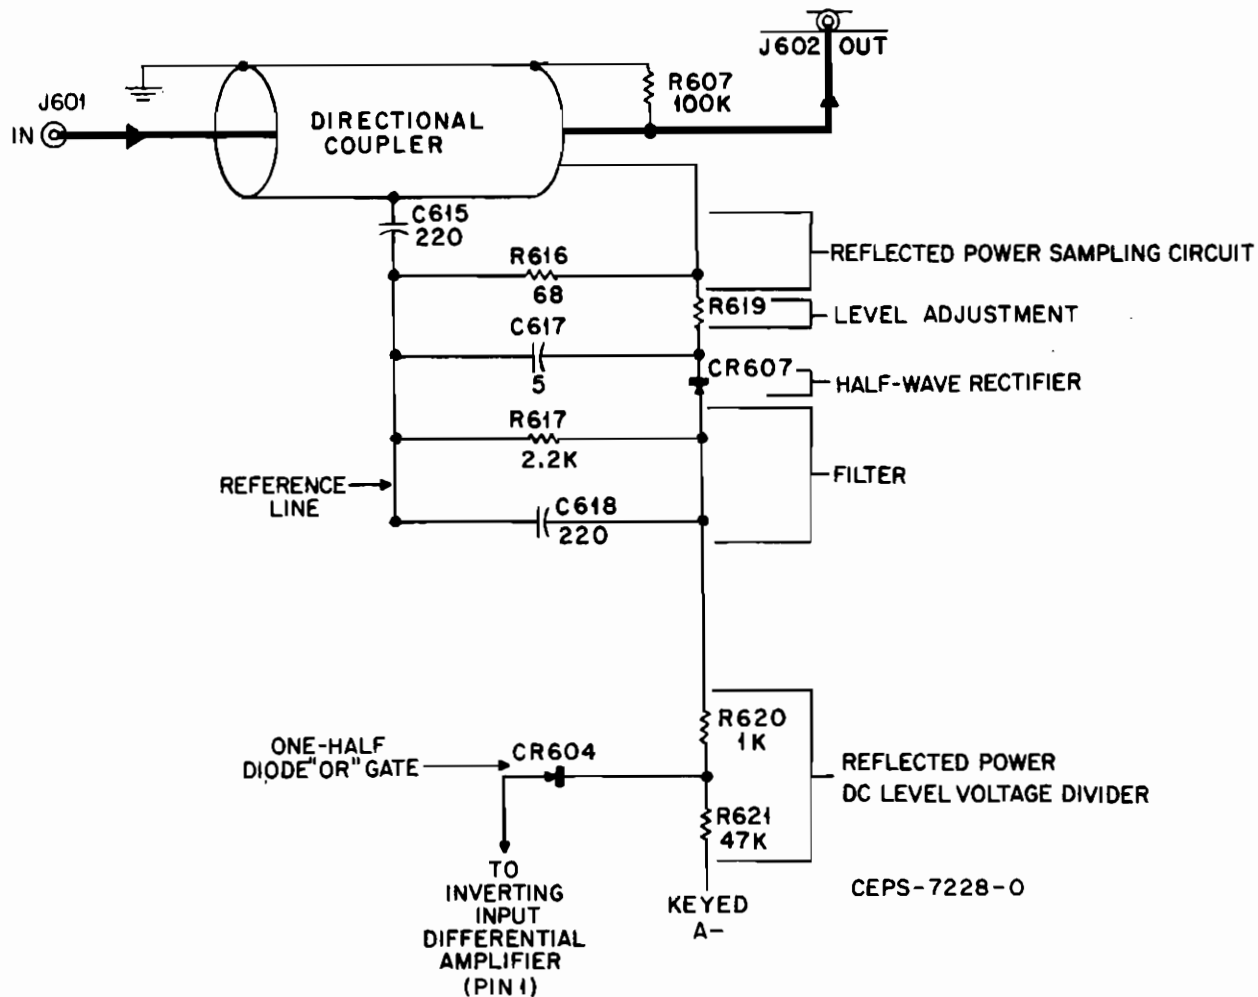 J602 OUT
J601
IN
R607
100K
DIRECTIONAL
COUPLER
C615
220
R616
68
REFLECTED POWER SAMPLING CIRCUIT
R619
LEVEL ADJUSTMENT
C617
5
CR607
HALF-WAVE RECTIFIER
R617
2.2K
FILTER
REFERENCE
LINE
C618
220
R620
1K
ONE-HALF
DIODE"OR" GATE
CR604
REFLECTED POWER
DC LEVEL VOLTAGE DIVIDER
R621
47K
TO
INVERTING
INPUT
DIFFERENTIAL
AMPLIFIER
(PIN 1)
KEYED
A-
CEPS-7228-0